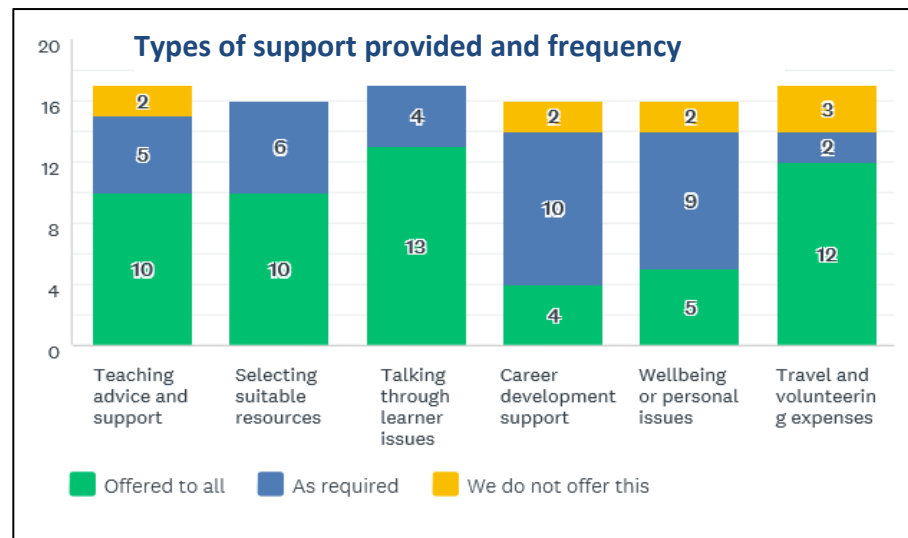 Types of support provided and frequency
20
16
12
8
4
0
2
5
10
6
10
4
13
2
10
4
2
9
5
3
2
12
Teaching
advice and
support
Selecting
suitable
resources
Talking
through
learner
issues
Career
development
support
Wellbeing
or personal
issues
Travel and
volunteerin
g expenses
Offered to all
As required
We do not offer this